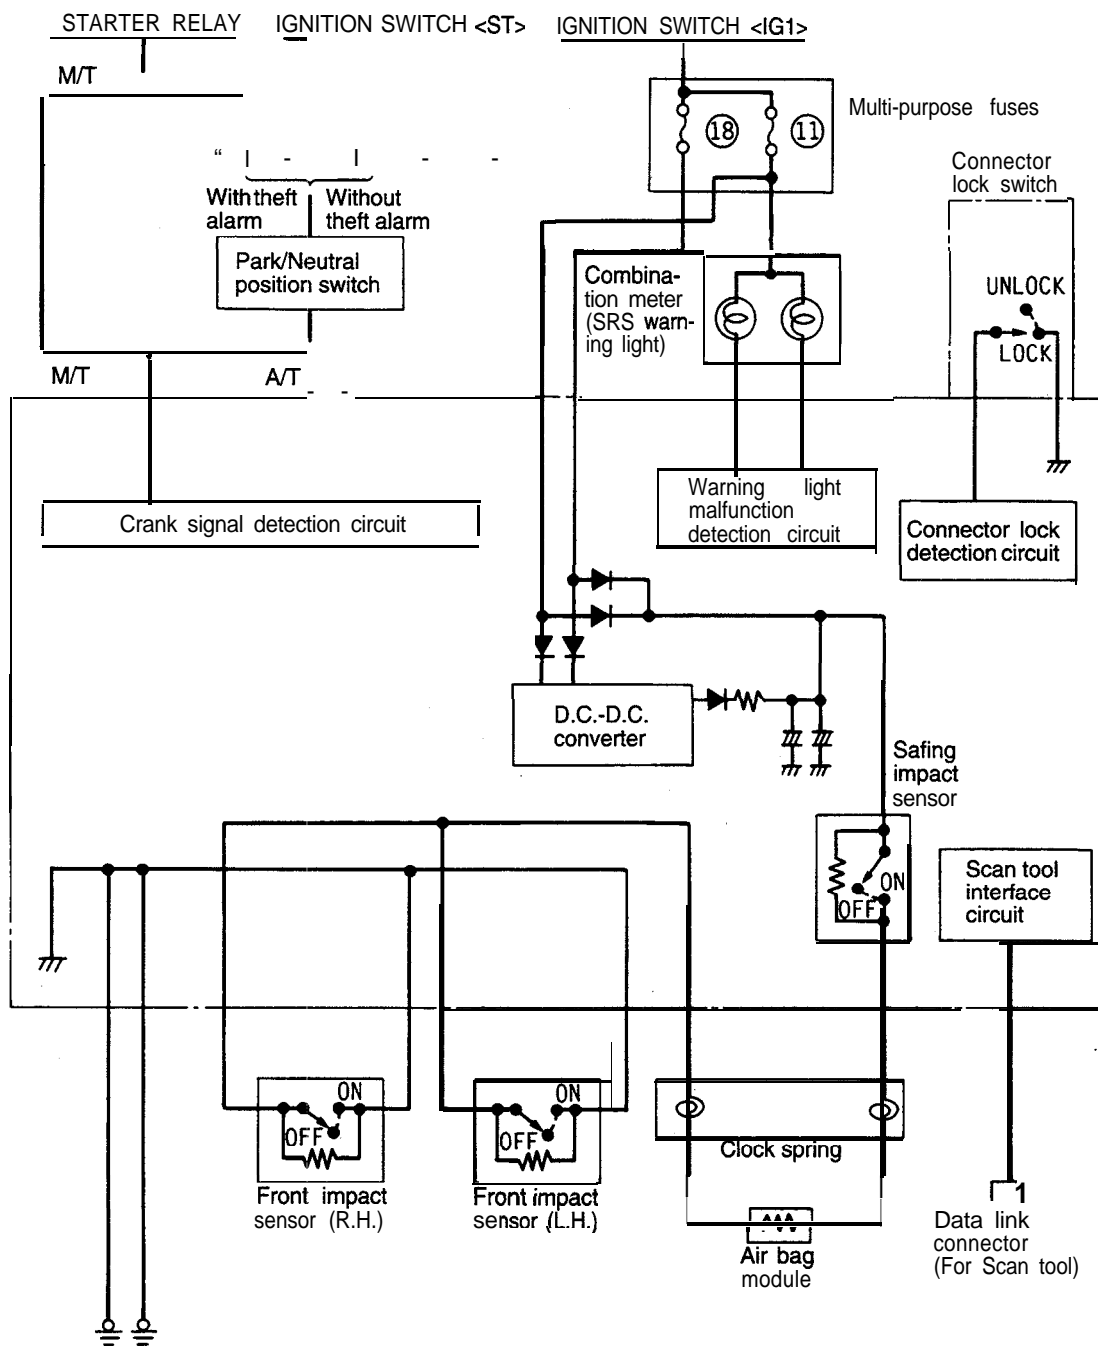 STARTER RELAY
IGNITION SWITCH <ST>
IGNITION SWITCH <IG1>
M/T
18
11
Multi-purpose fuses
Connector
lock switch
With theft
alarm
Without
theft alarm
Park/Neutral
position switch
Combina-
tion meter
(SRS warn-
ing light)
UNLOCK
LOCK
M/T
A/T
Crank signal detection circuit
Warning light
malfunction
detection circuit
Connector lock
detection circuit
D.C.-D.C.
converter
Safing
impact
sensor
ON
OFF
Scan tool
interface
circuit
ON
OFF
ON
OFF
Clock spring
Front impact
sensor (R.H.)
Front impact
sensor (L.H.)
Air bag
module
1
Data link
connector
(For Scan tool)